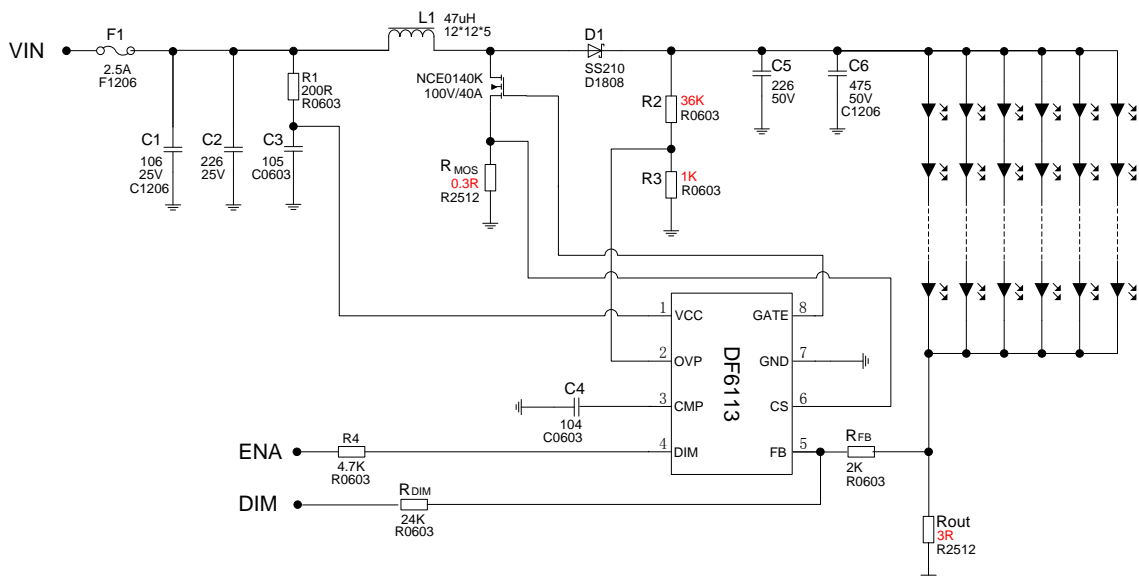 VIN
F1
2.5A
F1206
L1
47uH
12*12*5
D1
SS210
D1808
R1
200R
R0603
NCE0140K
100V/40A
C1
106
25V
C1206
C2
226
25V
C3
105
C0603
R MOS
0.3R
R2512
R2
36K
R0603
R3
1K
R0603
C5
226
50V
C6
475
50V
C1206
1
VCC
GATE
8
2
OVP
GND
7
3
CMP
CS
6
4
DIM
FB
5
DF6113
C4
104
C0603
ENA
R4
4.7K
R0603
DIM
RDIM
24K
R0603
RFB
2K
R0603
Rout
3R
R2512